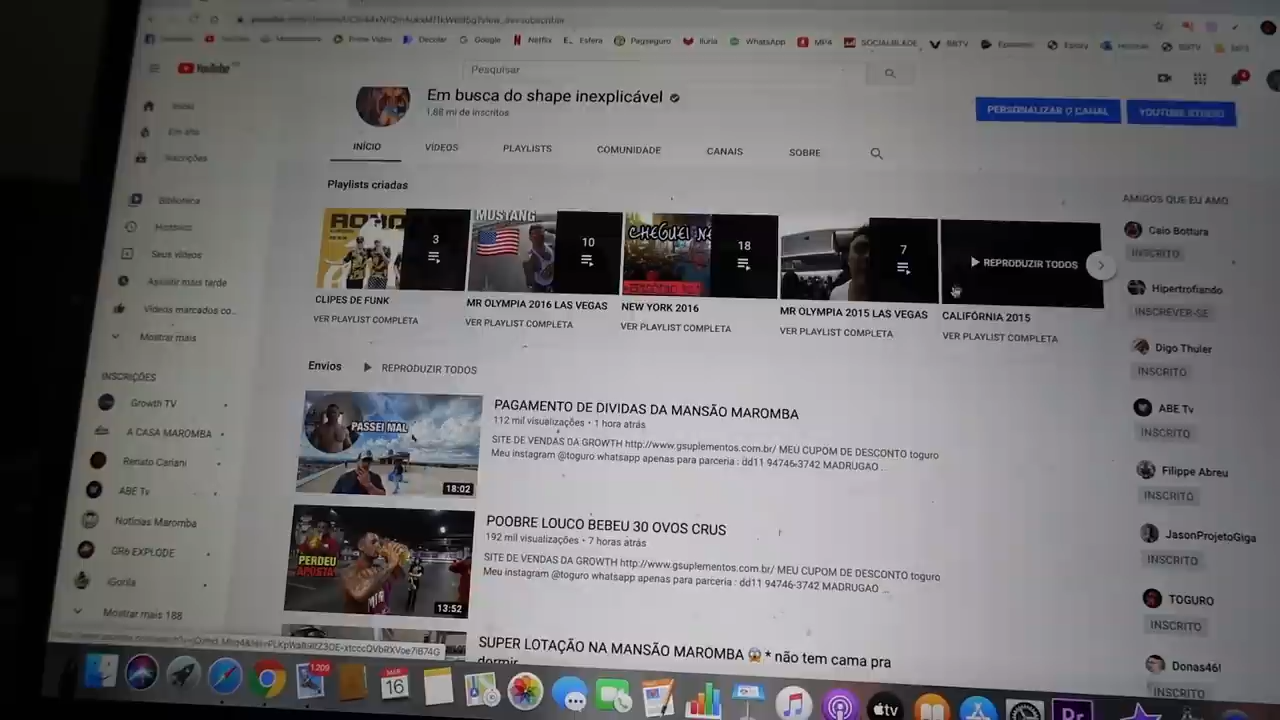 Decolar
Google
Netflix
Esfera
Pagseguro
WhatsApp
MP4
SOCIALBLADE
BBTV
YouTube
Pesquisar
4
Em busca do shape inexplicável
1,88 mi de inscritos
PERSONALIZAR O CANAL
INÍCIO
VÍDEOS
PLAYLISTS
COMUNIDADE
CANAIS
SOBRE
Início
Em alta
Inscrições
Biblioteca
Histórico
Seus vídeos
Assistir mais tarde
Vídeos marcados co...
Mostrar mais
INSCRIÇÕES
Growth TV
A CASA MAROMBA
Renato Cariani
ABE Tv
Notícias Maromba
GR6 EXPLODE
iGorila
Mostrar mais 188
Playlists criadas
3
MUSTANG
10
CHEGUEI
18
7
REPRODUZIR TODOS
CLIPES DE FUNK
MR OLYMPIA 2016 LAS VEGAS
NEW YORK 2016
MR OLYMPIA 2015 LAS VEGAS
CALIFÓRNIA 2015
VER PLAYLIST COMPLETA
VER PLAYLIST COMPLETA
VER PLAYLIST COMPLETA
VER PLAYLIST COMPLETA
VER PLAYLIST COMPLETA
Envios
REPRODUZIR TODOS
PASSEI MAL
18:02
PAGAMENTO DE DIVIDAS DA MANSÃO MAROMBA
112 mil visualizações • 1 hora atrás
SITE DE VENDAS DA GROWTH http://www.gsuplementos.com.br/ MEU CUPOM DE DESCONTO toguro
Meu instagram @toguro whatsapp apenas para parceria : dd11 94746-3742 MADRUGAO ...
PERDEU
APOSTA
13:52
POOBRE LOUCO BEBEU 30 OVOS CRUS
192 mil visualizações • 7 horas atrás
SITE DE VENDAS DA GROWTH http://www.gsuplementos.com.br/ MEU CUPOM DE DESCONTO toguro
Meu instagram @toguro whatsapp apenas para parceria : dd11 94746-3742 MADRUGAO ...
SUPER LOTAÇÃO NA MANSÃO MAROMBA 😱 * não tem cama pra
dormir
AMIGOS QUE EU AMO
Caio Bottura
INSCRITO
Hipertrofiando
INSCREVER-SE
Digo Thuler
INSCRITO
ABE Tv
INSCRITO
Filippe Abreu
INSCRITO
JasonProjetoGiga
INSCRITO
TOGURO
INSCRITO
Donas46!
INSCRITO
1.209
MAR
16
tv
Pr